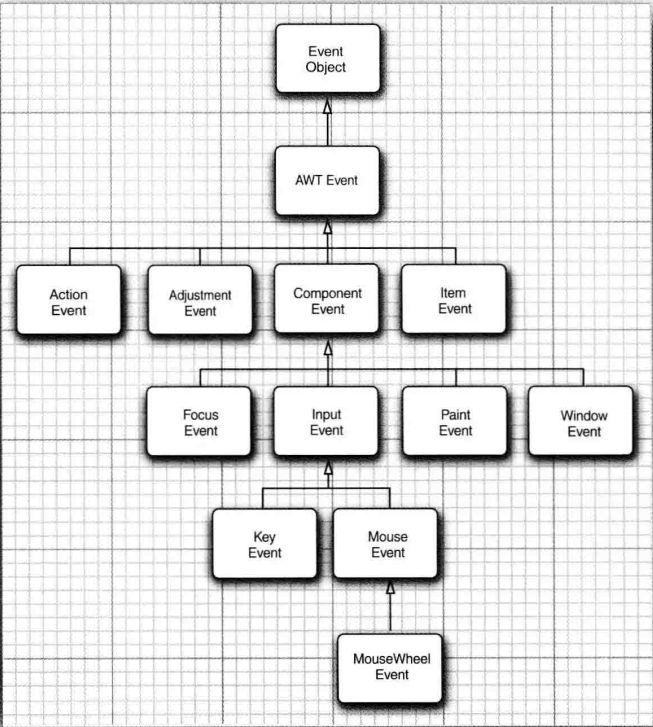 Event
Object
AWT Event
Action
Event
Adjustment
Event
Component
Event
Item
Event
Focus
Event
Input
Event
Paint
Event
Window
Event
Key
Event
Mouse
Event
MouseWheel
Event